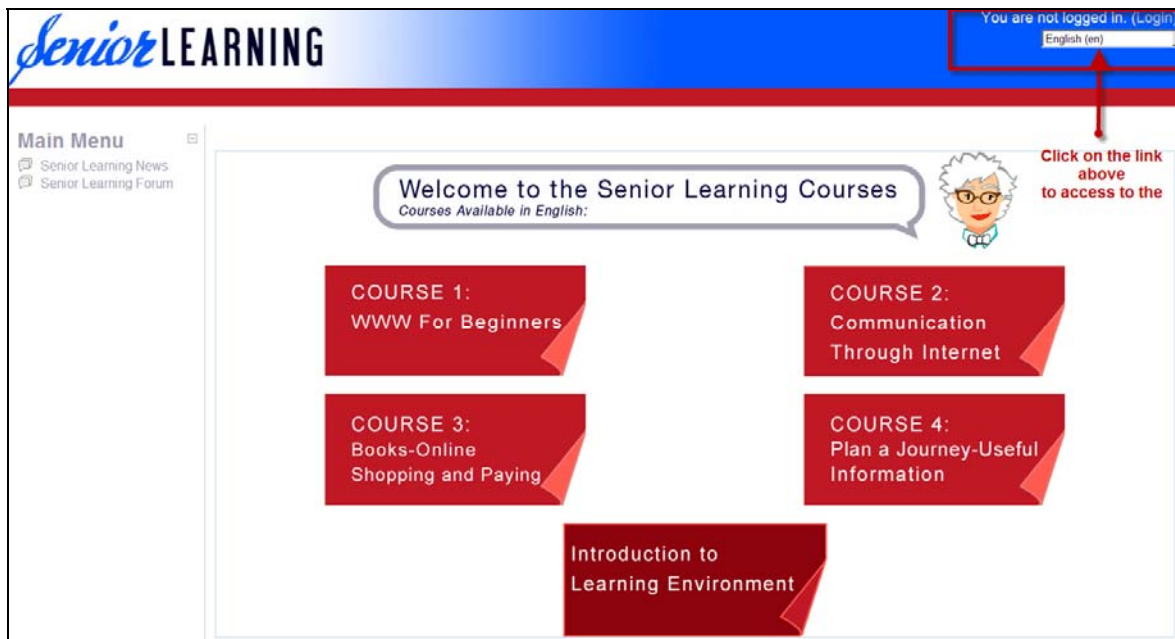 Senior LEARNING
You are not logged in. (Login
English (en)
Click on the link
above
to access to the
Main Menu
Senior Learning News
Senior Learning Forum
Welcome to the Senior Learning Courses
Courses Available in English:
COURSE 1:
WWW For Beginners
COURSE 2:
Communication
Through Internet
COURSE 3:
Books-Online
Shopping and Paying
COURSE 4:
Plan a Journey-Useful
Information
Introduction to
Learning Environment